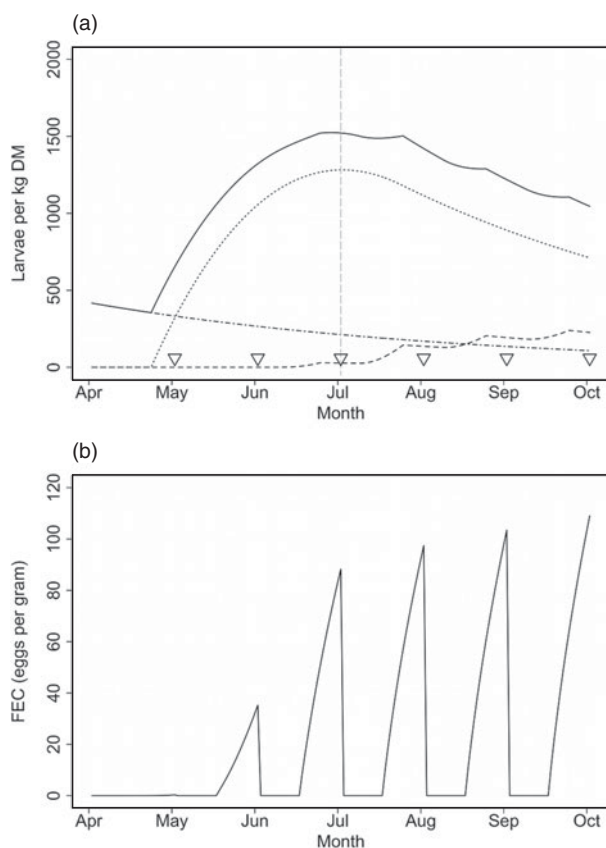 (a)
2000
1500
1000
500
0
Larvae per kg DM
Apr May Jun Jul Aug Sep Oct
Month
(b)
120
100
80
60
40
20
0
FEC (eggs per gram)
Apr May Jun Jul Aug Sep Oct
Month